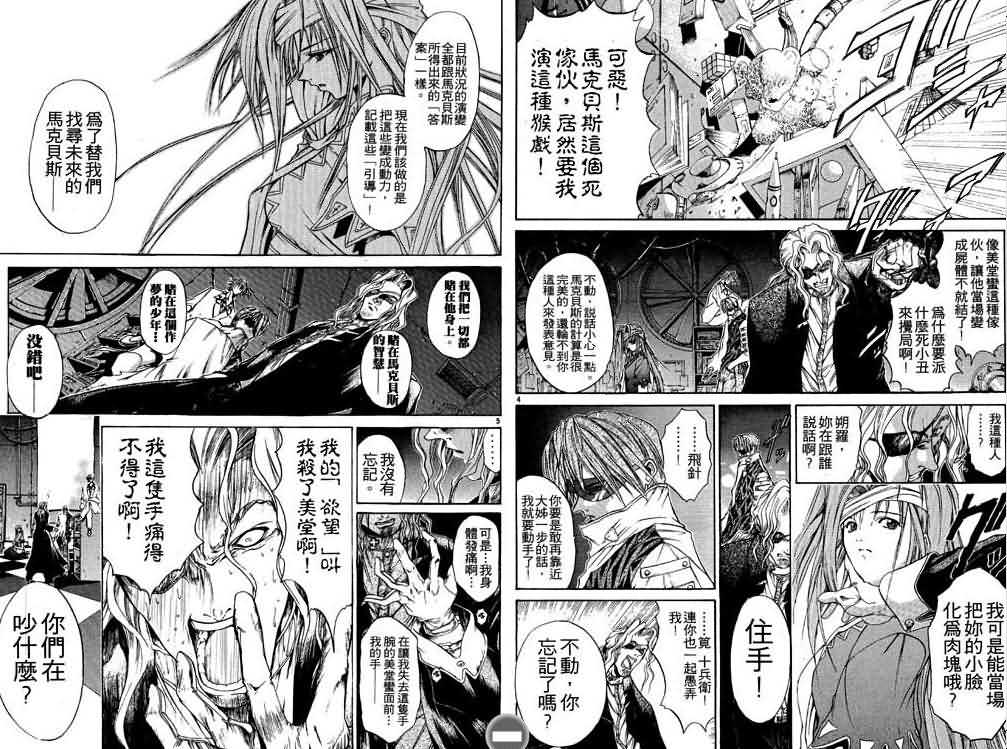 可惡！
馬克貝斯這個死
傢伙，居然要我
演這種猴戲！
像美堂蠻這種傢
伙，讓他當場變
成屍體不就結了！
為什麼要派
什麼死小丑
來攪局啊！
不動，說話小心一點。
馬克貝斯的計算是很
完美的，還輪不到你
這種人來發表意見。
4
我這種人
……？
朔羅，
妳在跟誰
說話啊？
我可是能當場
把妳的小臉
化為肉塊哦？
住手！
……飛針
……！
你要是敢再靠近
大姊一步的話，
我就要動手了！
……筧 十兵衛！
連你也一起愚弄
我！
不動，你
忘記了嗎？
目前狀況的演變
全都跟馬克貝斯
所得出來的「答
案」一樣。
現在我們該做的是
把這些變成動力，
記載這些「引導」！
為了替我們
找尋未來的
馬克貝斯──
我們把一切都
賭在他身上。
賭在馬克貝斯
的智慧──
賭在這個作
夢的少年…
沒錯吧
5
……
我沒有
忘記。
可是…我身
體發痛啊…
在讓我失去這隻手
腕的美堂蠻面前…
我的手
我的「欲望」叫
我殺了美堂啊！
我這隻手痛得
不得了啊！
你們在
吵什麼？